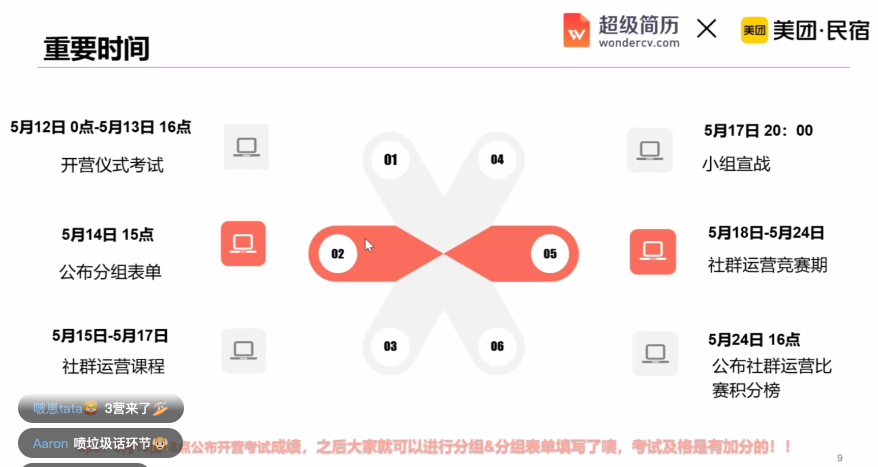 重要时间
超级简历
wondercv.com
美团
美团·民宿
5月12日 0点-5月13日 16点
开营仪式考试
01
04
5月17日 20：00
小组宣战
5月14日 15点
公布分组表单
02
05
5月18日-5月24日
社群运营竞赛期
5月15日-5月17日
社群运营课程
03
06
5月24日 16点
公布社群运营比
赛积分榜
啵崽tata 3营来了
Aaron 喷垃圾话环节
点公布开营考试成绩，之后大家就可以进行分组&分组表单填写了噢，考试及格是有加分的！！
9